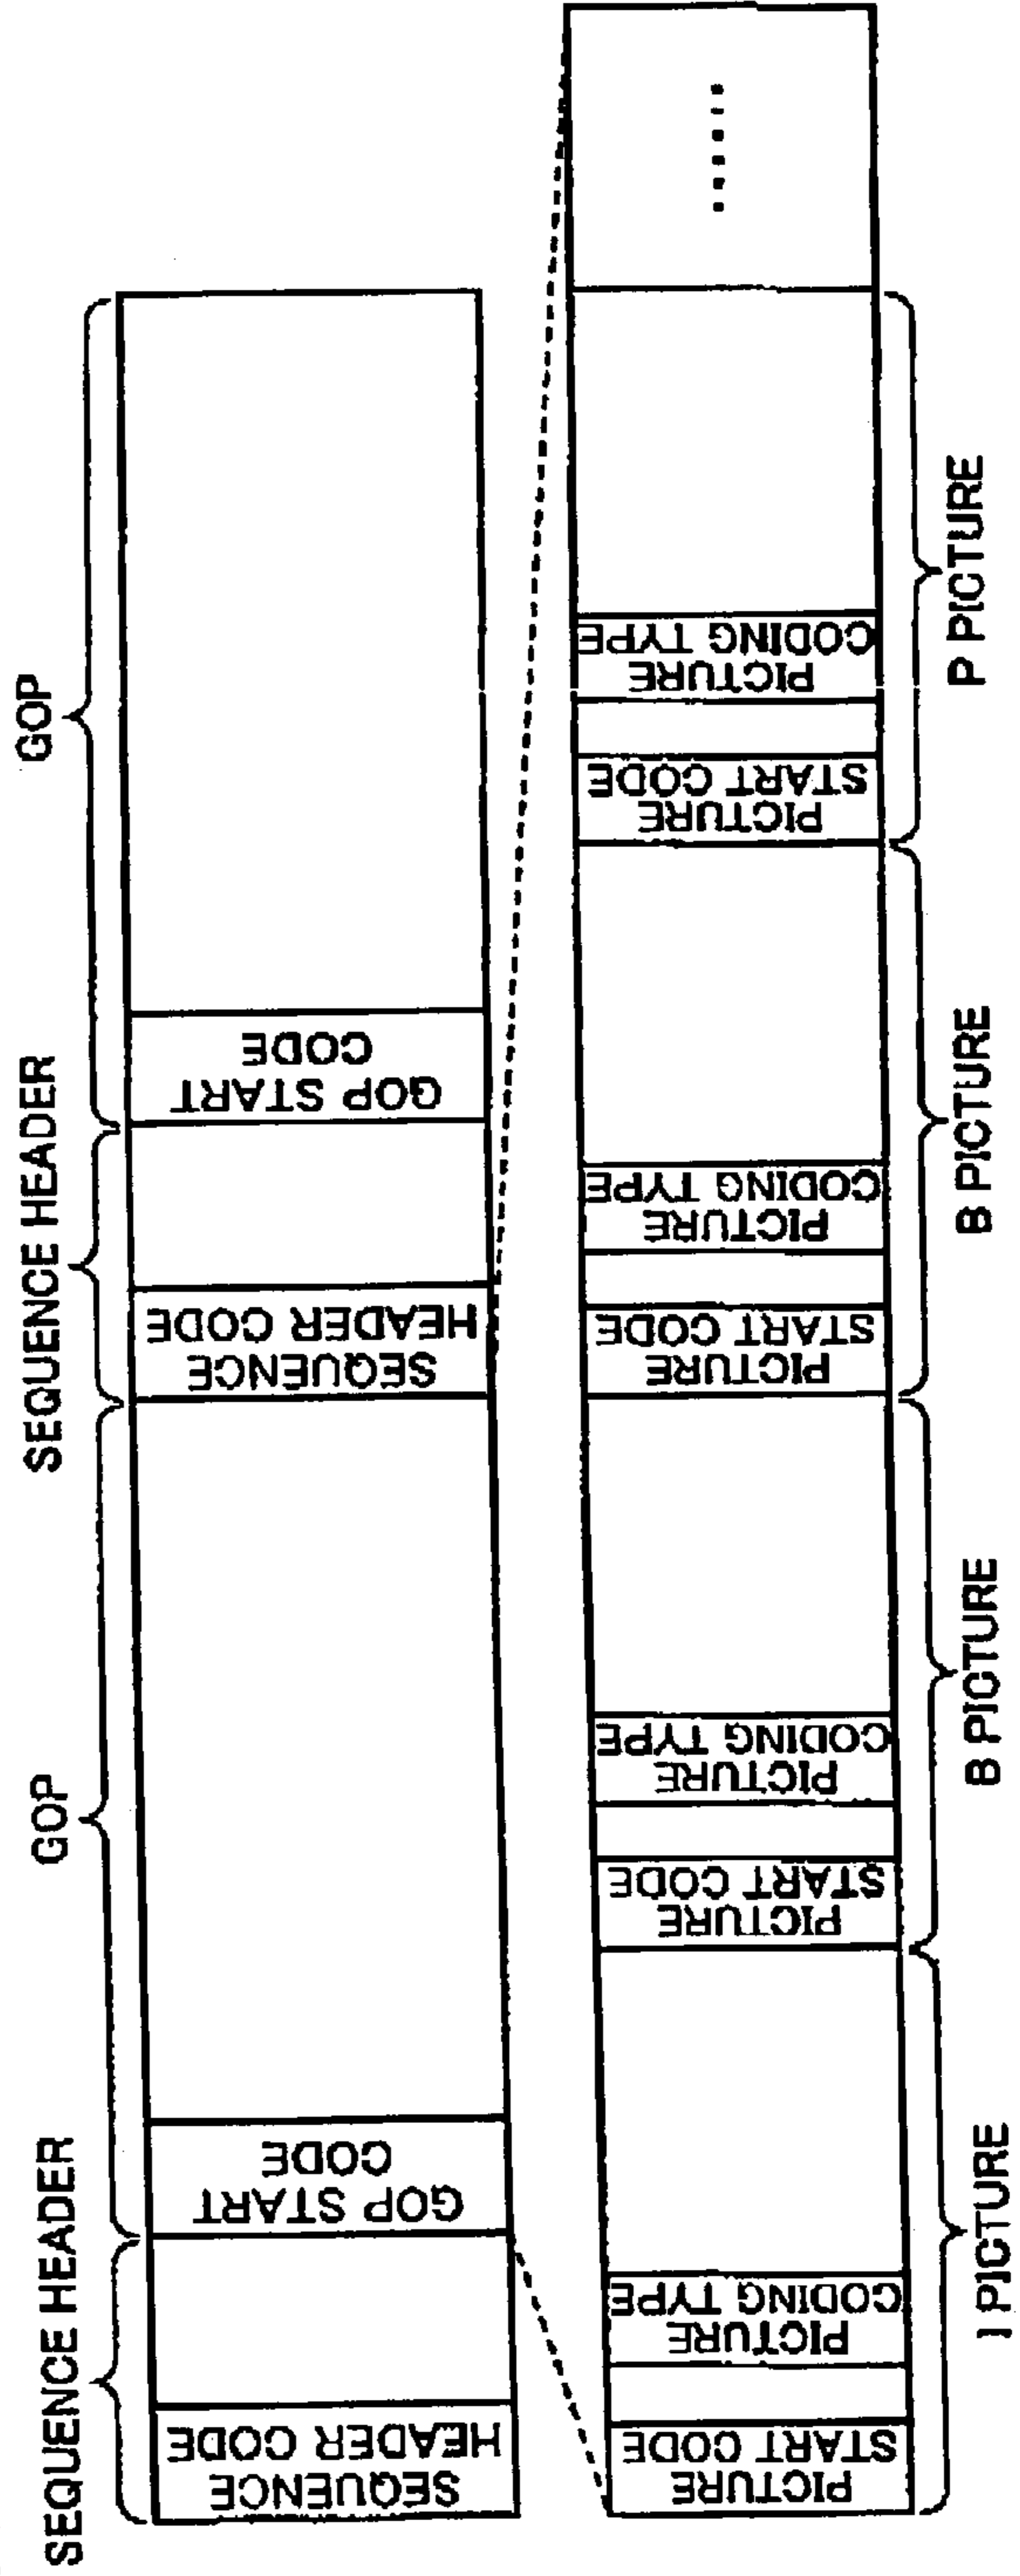 SEQUENCE HEADER
GOP
SEQUENCE HEADER
GOP
SEQUENCE
HEADER CODE
GOP START
CODE
SEQUENCE
HEADER CODE
GOP START
CODE
PICTURE
START CODE
PICTURE
CODING TYPE
PICTURE
START CODE
PICTURE
CODING TYPE
PICTURE
START CODE
PICTURE
CODING TYPE
PICTURE
START CODE
PICTURE
CODING TYPE
......
I PICTURE
B PICTURE
B PICTURE
P PICTURE